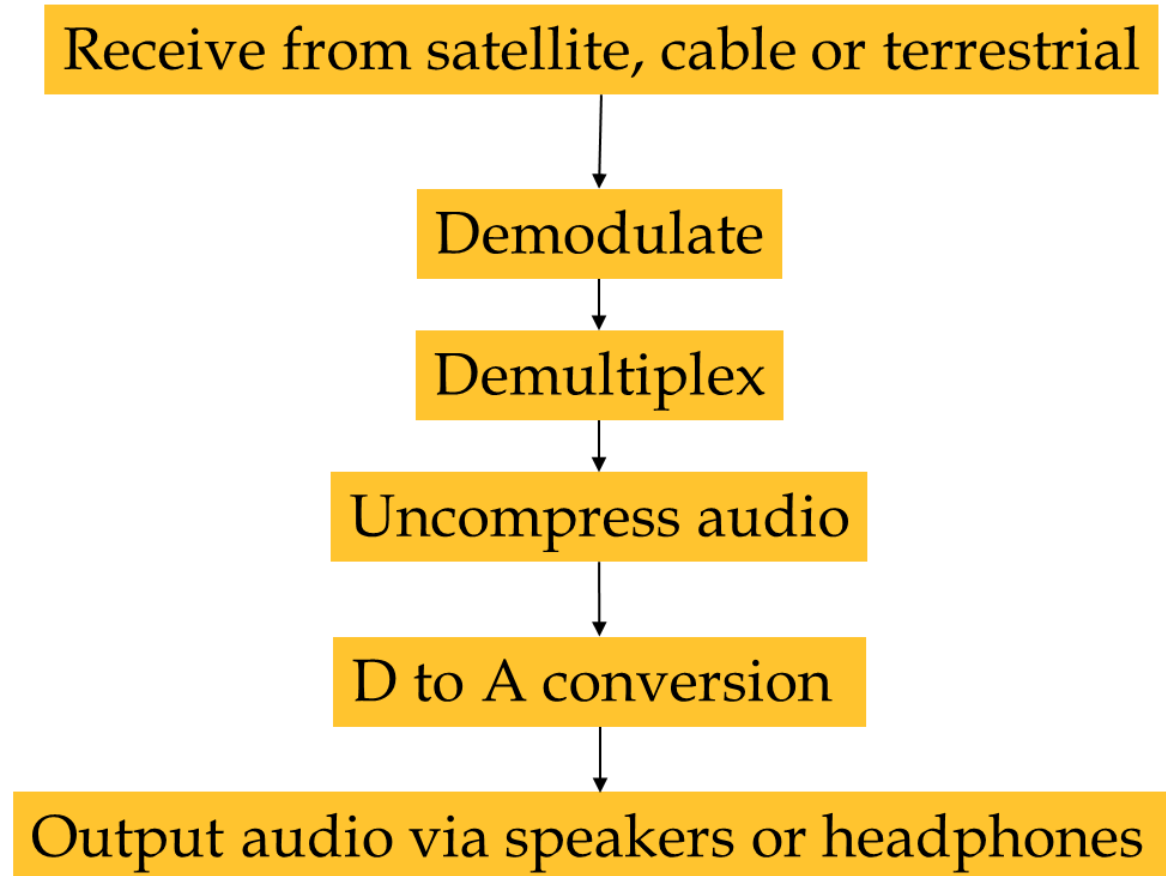 Receive from satellite, cable or terrestrial
Demodulate
Demultiplex
Uncompress audio
D to A conversion
Output audio via speakers or headphones